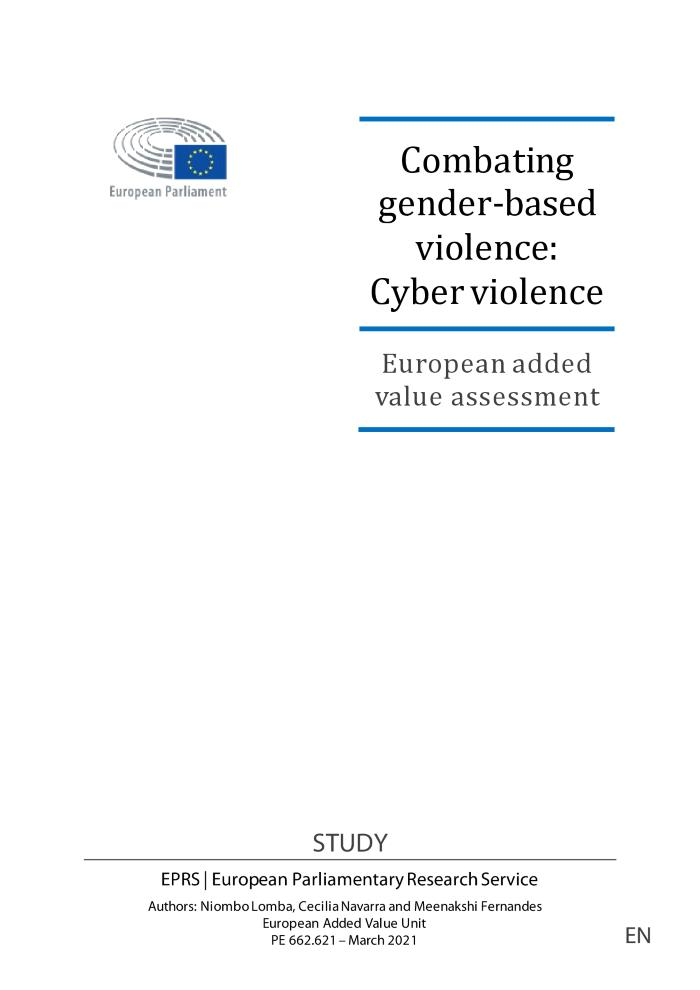 European Parliament
Combating
gender-based
violence:
Cyber violence
European added
value assessment
STUDY
EPRS | European Parliamentary Research Service
Authors: Niombo Lomba, Cecilia Navarra and Meenakshi Fernandes
European Added Value Unit
PE 662.621 – March 2021
EN